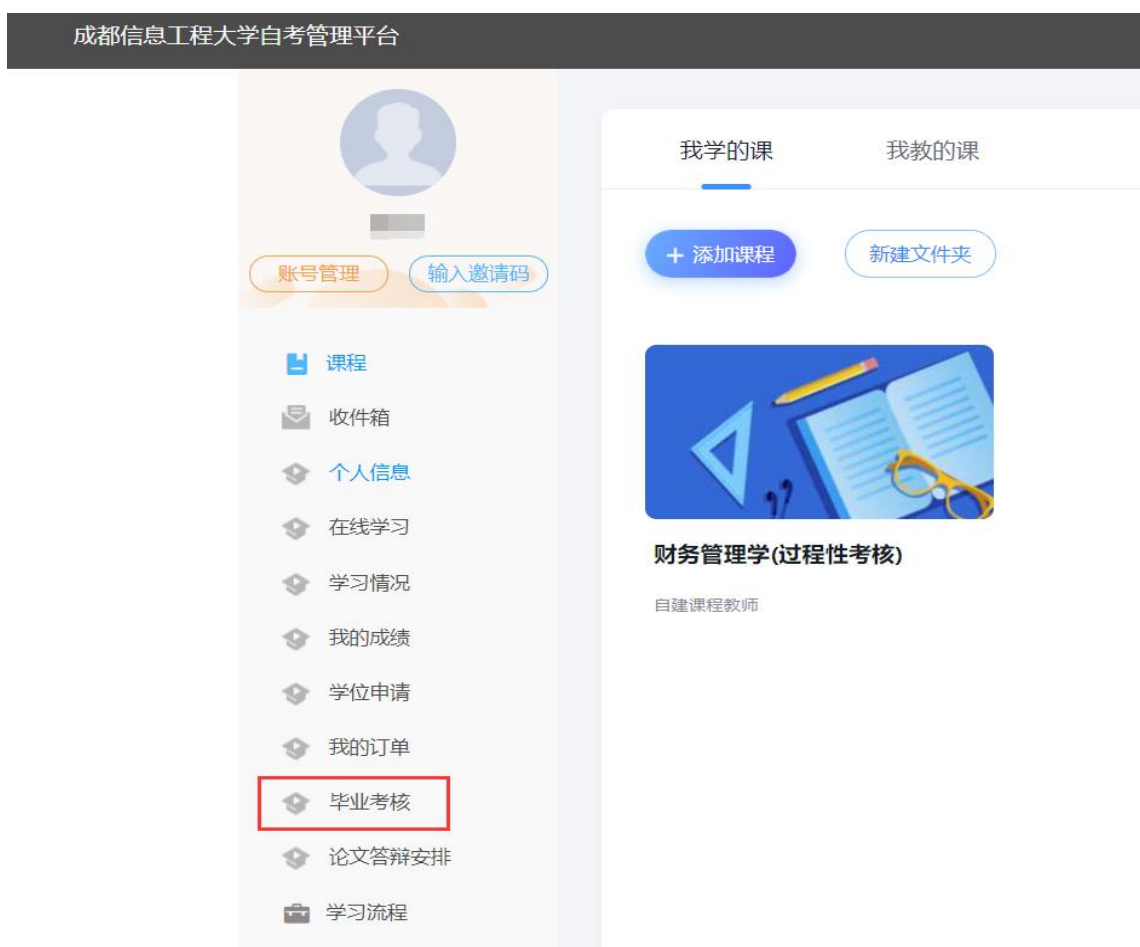 成都信息工程大学自考管理平台
账号管理 输入邀请码
课程
收件箱
个人信息
在线学习
学习情况
我的成绩
学位申请
我的订单
毕业考核
论文答辩安排
学习流程
我学的课 我教的课
+ 添加课程 新建文件夹
财务管理学(过程性考核)
自建课程教师